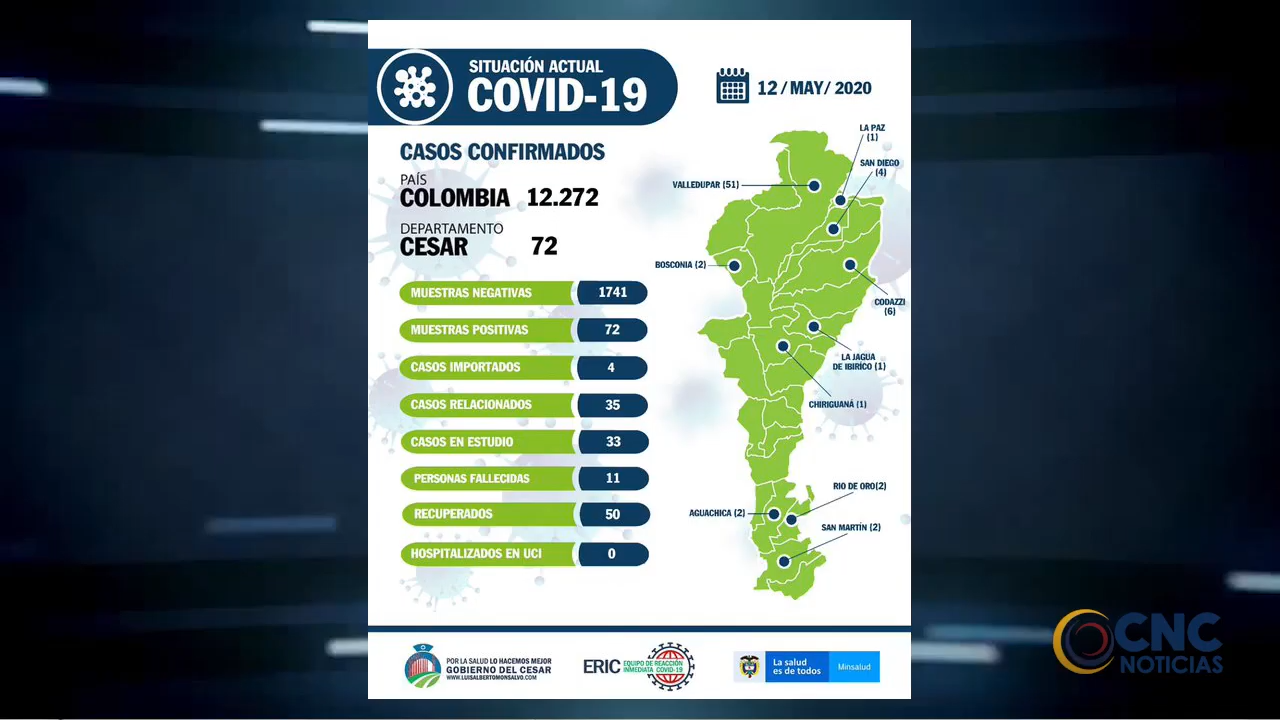 SITUACIÓN ACTUAL
COVID-19
12 / MAY/ 2020
CASOS CONFIRMADOS
PAÍS
COLOMBIA 12.272
DEPARTAMENTO
CESAR 72
MUESTRAS NEGATIVAS 1741
MUESTRAS POSITIVAS 72
CASOS IMPORTADOS 4
CASOS RELACIONADOS 35
CASOS EN ESTUDIO 33
PERSONAS FALLECIDAS 11
RECUPERADOS 50
HOSPITALIZADOS EN UCI 0
LA PAZ
(1)
SAN DIEGO
(4)
VALLEDUPAR (51)
BOSCONIA (2)
CODAZZI
(6)
LA JAGUA
DE IBIRÍCO (1)
CHIRIGUANÁ (1)
RIO DE ORO(2)
AGUACHICA (2)
SAN MARTÍN (2)
POR LA SALUD LO HACEMOS MEJOR
GOBIERNO DEL CESAR
WWW.LUISALBERTOMONSALVO.COM
ERIC EQUIPO DE REACCIÓN
INMEDIATA COVID-19
La salud
es de todos
Minsalud
CNC
NOTICIAS